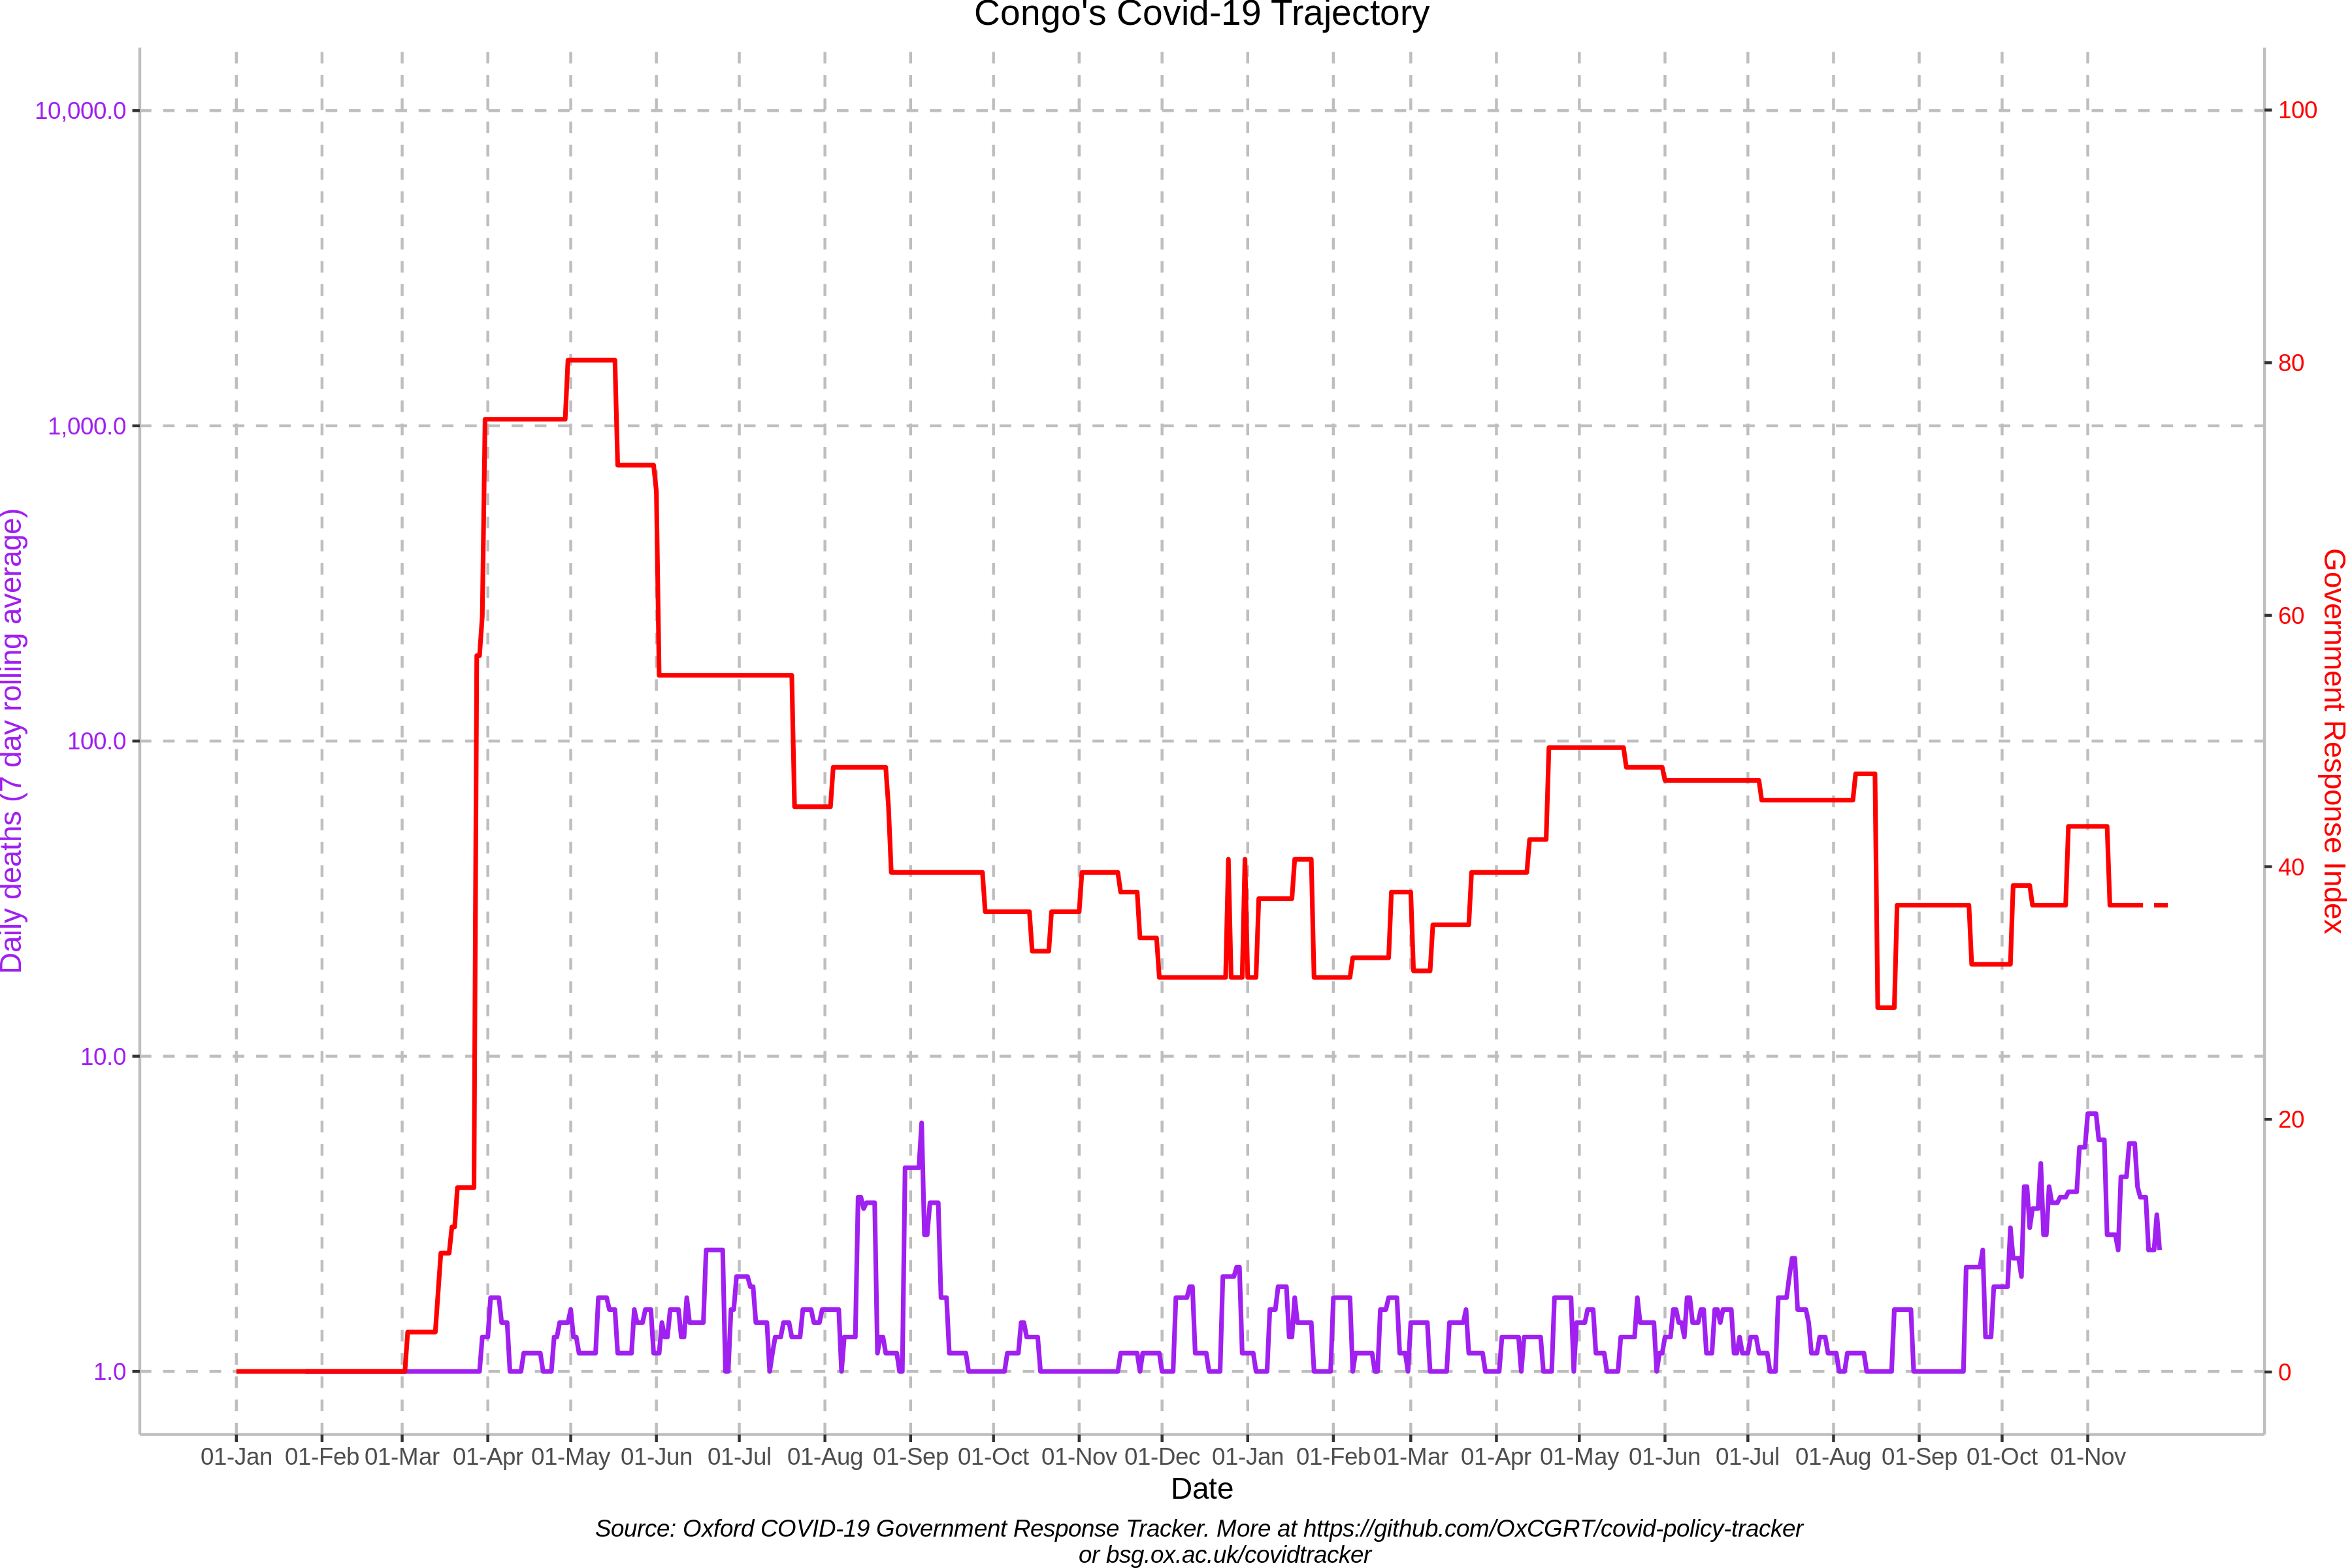 Congo's Covid-19 Trajectory
10,000.0
1,000.0
100.0
10.0
1.0
Daily deaths (7 day rolling average)
100
80
60
40
20
0
Government Response Index
01-Jan 01-Feb 01-Mar 01-Apr 01-May 01-Jun 01-Jul 01-Aug 01-Sep 01-Oct 01-Nov 01-Dec 01-Jan 01-Feb 01-Mar 01-Apr 01-May 01-Jun 01-Jul 01-Aug 01-Sep 01-Oct 01-Nov
Date
Source: Oxford COVID-19 Government Response Tracker. More at https://github.com/OxCGRT/covid-policy-tracker
or bsg.ox.ac.uk/covidtracker